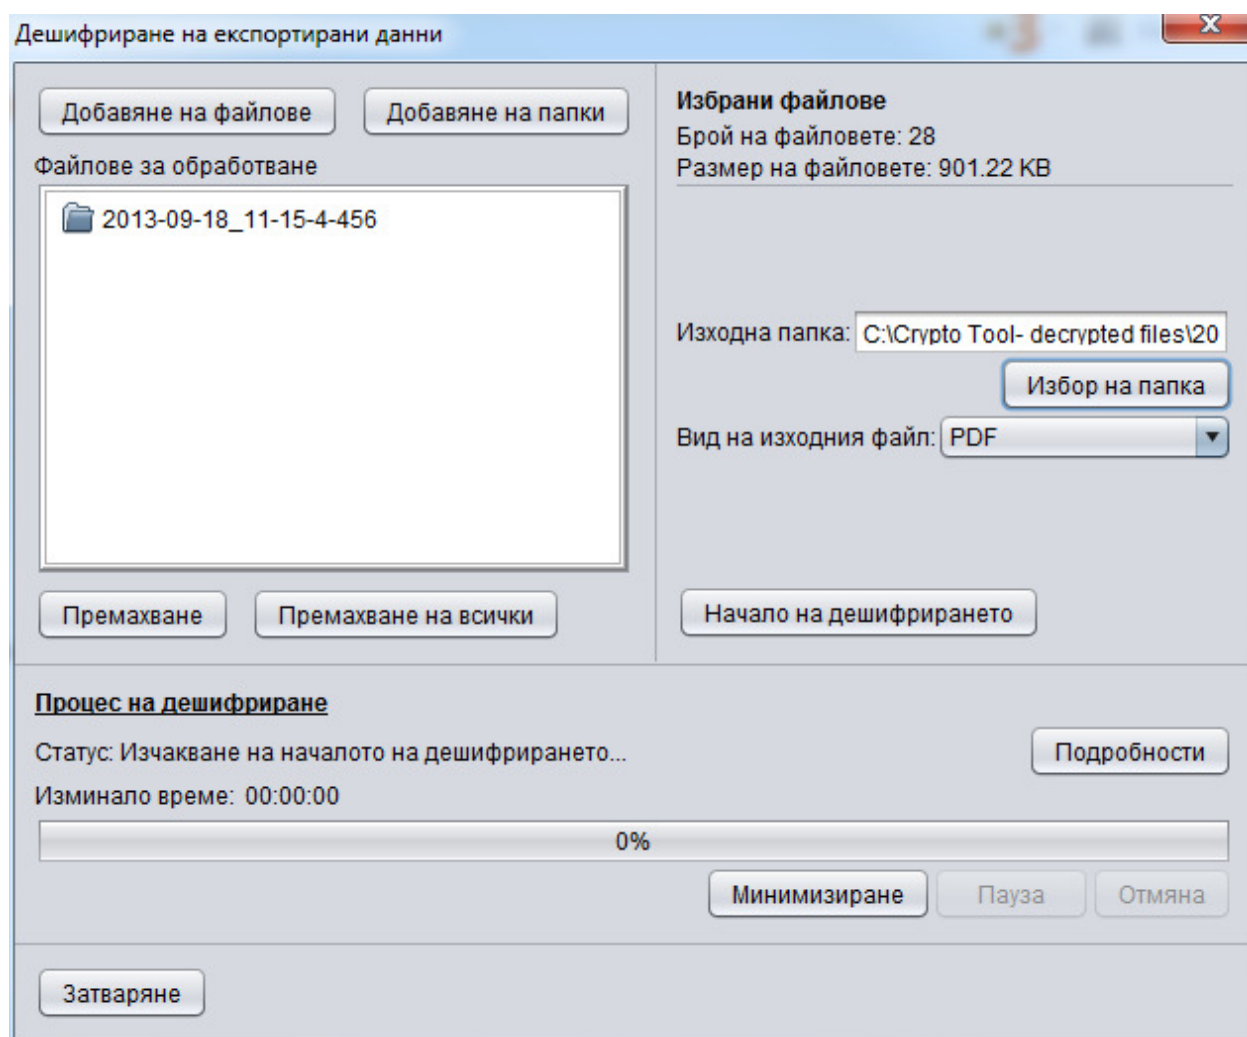 Дешифриране на експортирани данни
Добавяне на файлове
Добавяне на папки
Файлове за обработване
2013-09-18_11-15-4-456
Премахване
Премахване на всички
Избрани файлове
Брой на файловете: 28
Размер на файловете: 901.22 KB
Изходна папка: C:\Crypto Tool- decrypted files\20
Избор на папка
Вид на изходния файл: PDF
Начало на дешифрирането
Процес на дешифриране
Статус: Изчакване на началото на дешифрирането...
Подробности
Изминало време: 00:00:00
0%
Минимизиране
Пауза
Отмяна
Затваряне